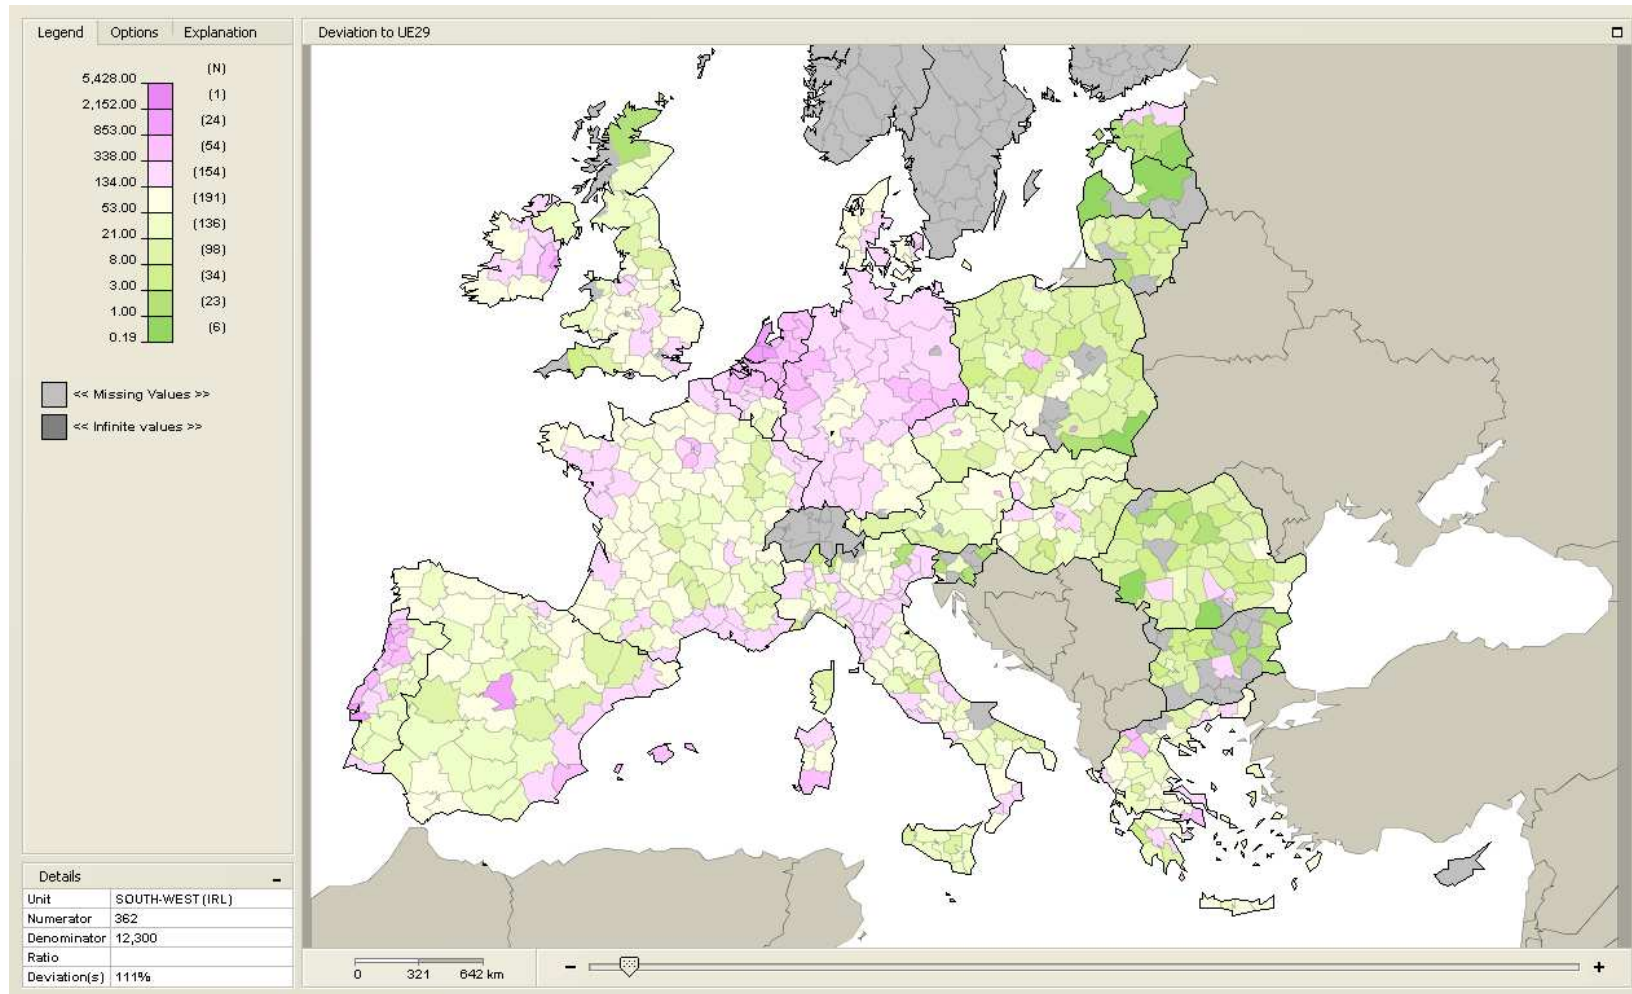 Legend Options Explanation
Deviation to UE29
(N)
5,428.00
(1)
2,152.00
(24)
853.00
(54)
338.00
(154)
134.00
(191)
53.00
(136)
21.00
(98)
8.00
(34)
3.00
(23)
1.00
(6)
0.19
<< Missing Values >>
<< Infinite values >>
Details
Unit SOUTH-WEST (IRL)
Numerator 362
Denominator 12,300
Ratio
Deviation(s) 111%
0 321 642 km
− +